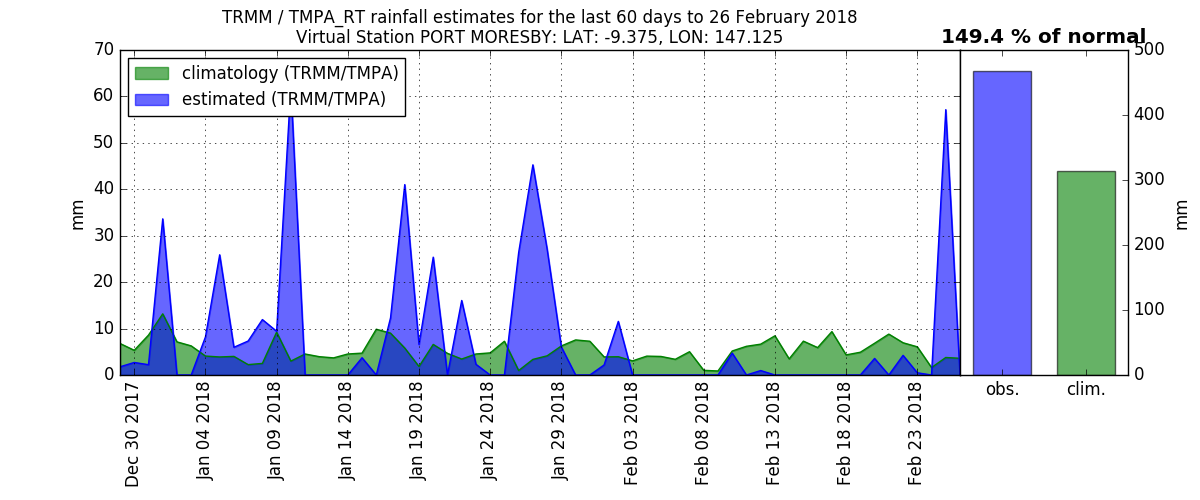 TRMM / TMPA_RT rainfall estimates for the last 60 days to 26 February 2018
Virtual Station PORT MORESBY: LAT: -9.375, LON: 147.125
149.4 % of normal
climatology (TRMM/TMPA)
estimated (TRMM/TMPA)
70
60
50
40
30
20
10
0
mm
Dec 30 2017
Jan 04 2018
Jan 09 2018
Jan 14 2018
Jan 19 2018
Jan 24 2018
Jan 29 2018
Feb 03 2018
Feb 08 2018
Feb 13 2018
Feb 18 2018
Feb 23 2018
obs.
clim.
500
400
300
200
100
0
mm